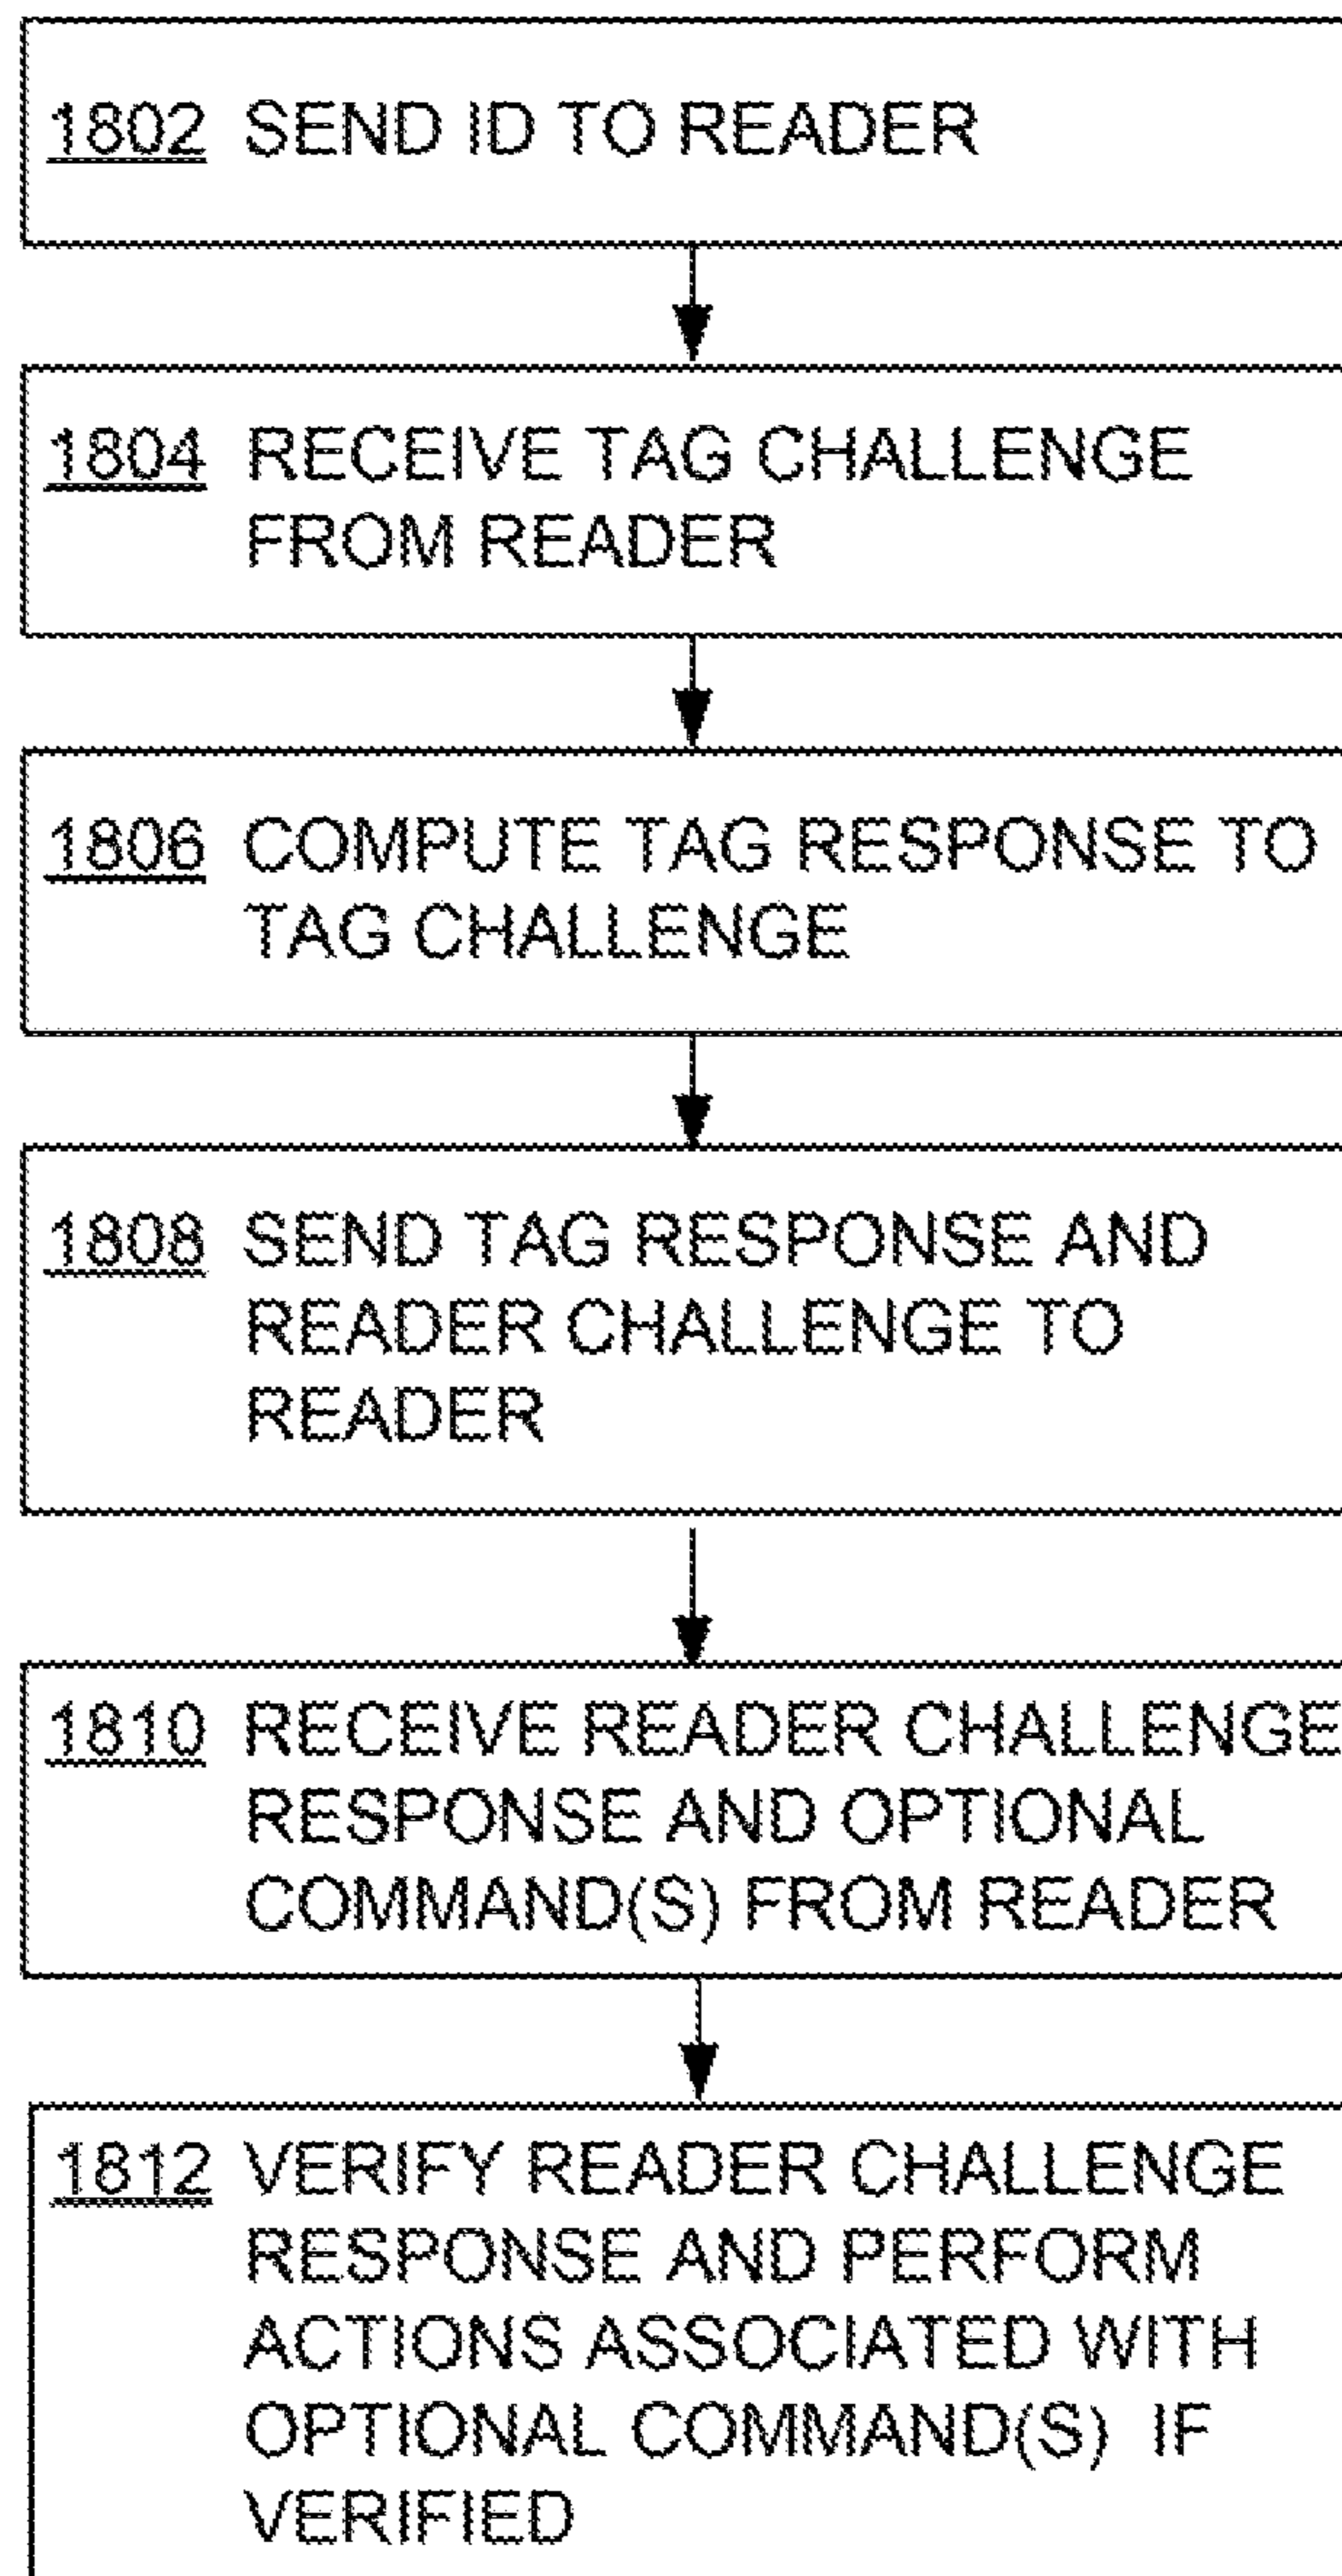 1802 SEND ID TO READER
1804 RECEIVE TAG CHALLENGE
FROM READER
1806 COMPUTE TAG RESPONSE TO
TAG CHALLENGE
1808 SEND TAG RESPONSE AND
READER CHALLENGE TO
READER
1810 RECEIVE READER CHALLENGE
RESPONSE AND OPTIONAL
COMMAND(S) FROM READER
1812 VERIFY READER CHALLENGE
RESPONSE AND PERFORM
ACTIONS ASSOCIATED WITH
OPTIONAL COMMAND(S) IF
VERIFIED